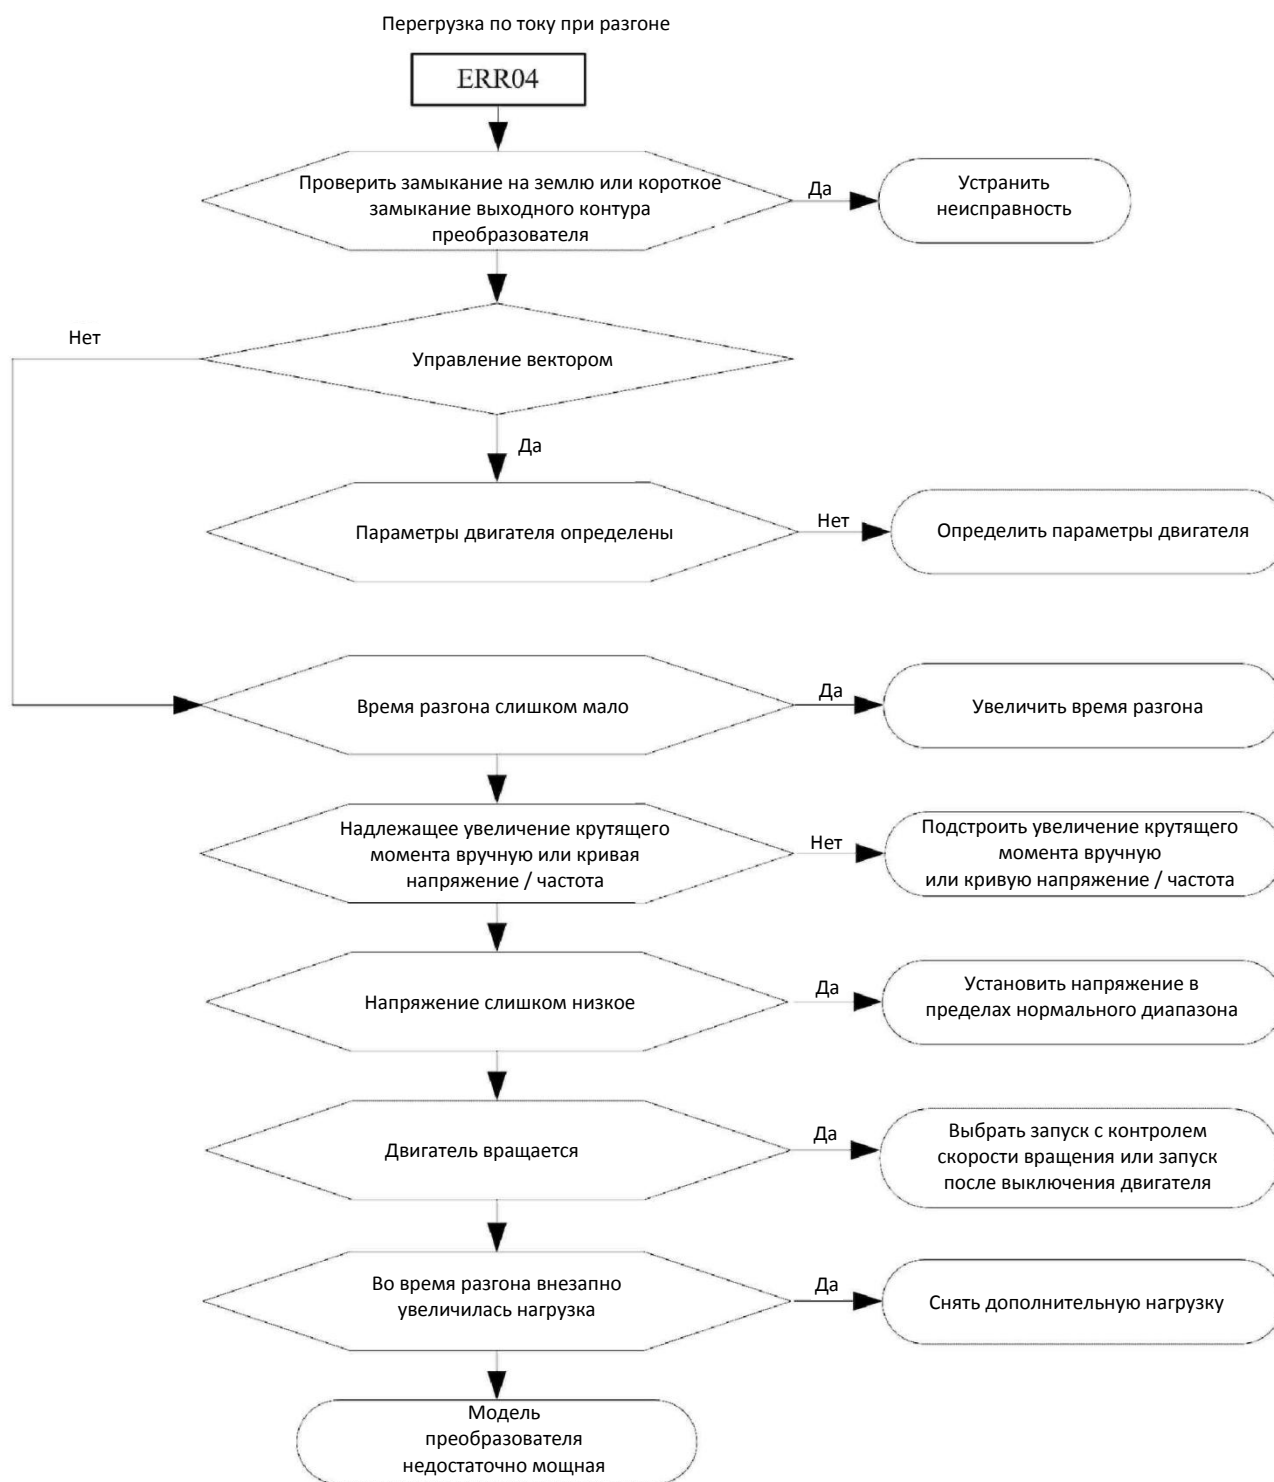 Перегрузка по току при разгоне
ERR04
Проверить замыкание на землю или короткое
замыкание выходного контура
преобразователя
Да
Устранить
неисправность
Нет
Управление вектором
Да
Параметры двигателя определены
Нет
Определить параметры двигателя
Время разгона слишком мало
Да
Увеличить время разгона
Надлежащее увеличение крутящего
момента вручную или кривая
напряжение / частота
Нет
Подстроить увеличение крутящего
момента вручную
или кривую напряжение / частота
Напряжение слишком низкое
Да
Установить напряжение в
пределах нормального диапазона
Двигатель вращается
Да
Выбрать запуск с контролем
скорости вращения или запуск
после выключения двигателя
Во время разгона внезапно
увеличилась нагрузка
Да
Снять дополнительную нагрузку
Модель
преобразователя
недостаточно мощная